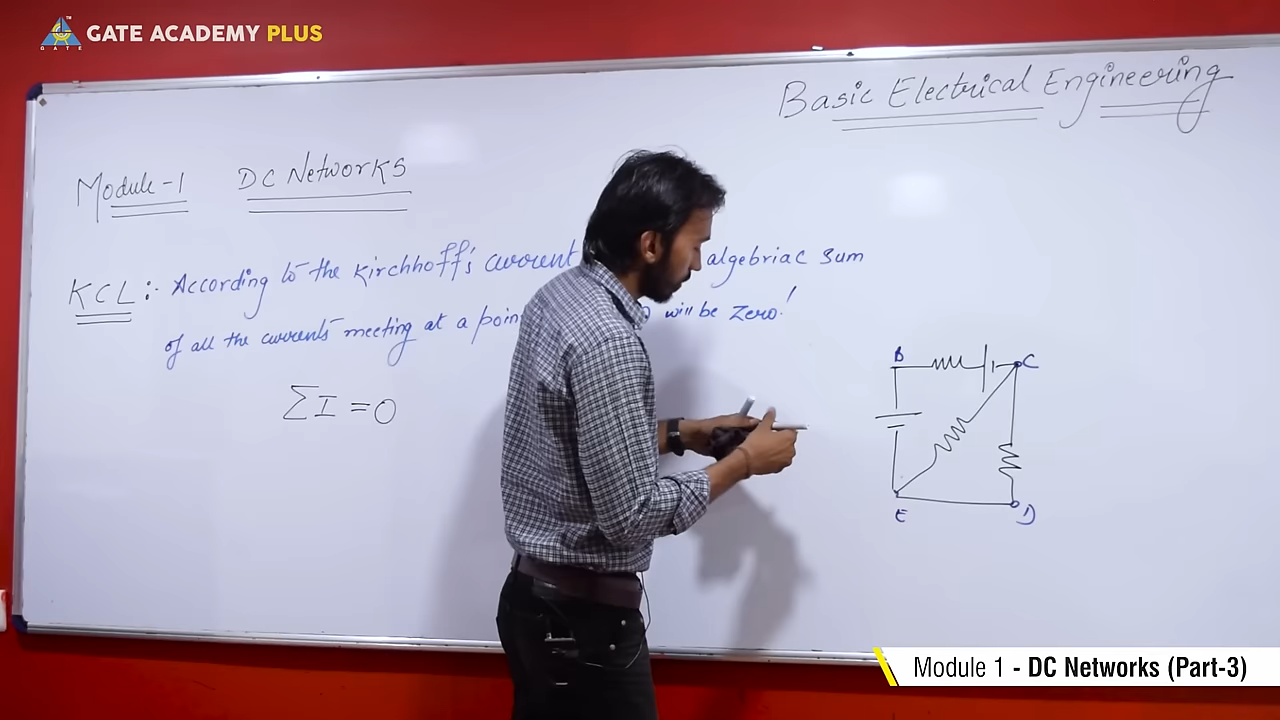 GATE ACADEMY PLUS
GATE
Basic Electrical Engineering
Module-1 DC Networks
KCL:- According to the Kirchhoff's current algebriac sum
of all the currents meeting at a poin will be zero!
ΣI=0
B
C
E
D
Module 1 - DC Networks (Part-3)